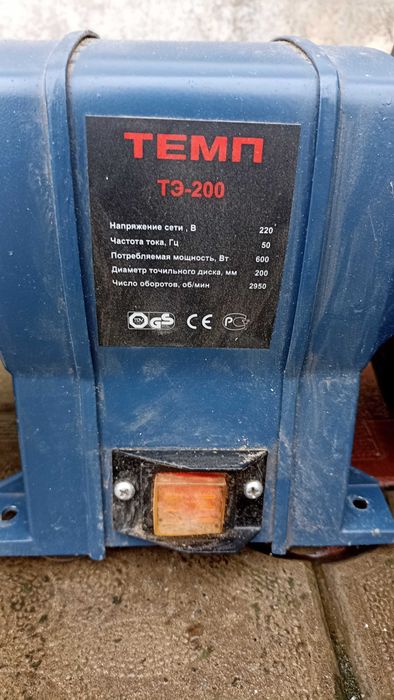 ТЕМП
ТЭ-200
Напряжение сети , В 220
Частота тока, Гц 50
Потребляемая мощность, Вт 600
Диаметр точильного диска, мм 200
Число оборотов, об/мин 2950
GS CE РС